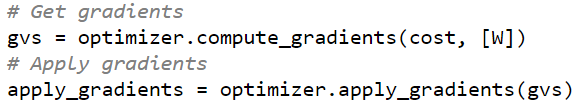 # Get gradients
gvs = optimizer.compute_gradients(cost, [W])
# Apply gradients
apply_gradients = optimizer.apply_gradients(gvs)